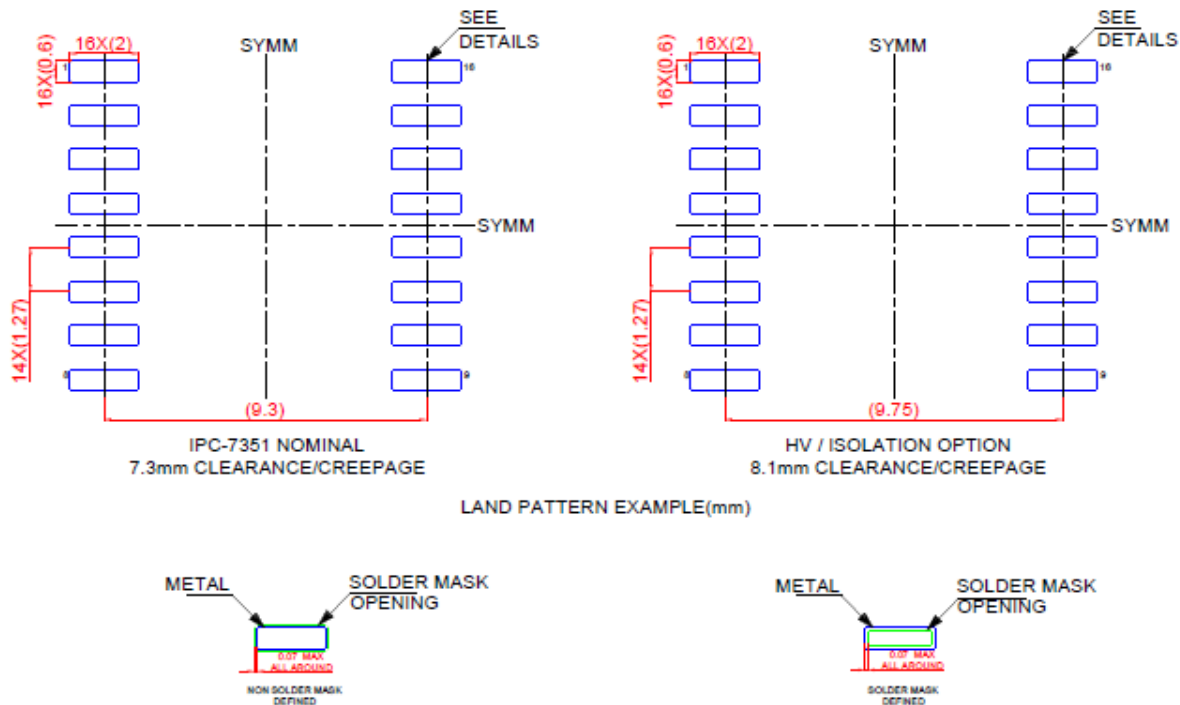 SEE
DETAILS
16X(2)
SYMM
16X(0.6)
1
16
SYMM
14X(1.27)
8
9
(9.3)
IPC-7351 NOMINAL
7.3mm CLEARANCE/CREEPAGE
SEE
DETAILS
16X(2)
SYMM
16X(0.6)
1
16
SYMM
14X(1.27)
8
9
(9.75)
HV / ISOLATION OPTION
8.1mm CLEARANCE/CREEPAGE
LAND PATTERN EXAMPLE(mm)
METAL
SOLDER MASK
OPENING
0.07 MAX
ALL AROUND
NON SOLDER MASK
DEFINED
METAL
SOLDER MASK
OPENING
0.07 MAX
ALL AROUND
SOLDER MASK
DEFINED